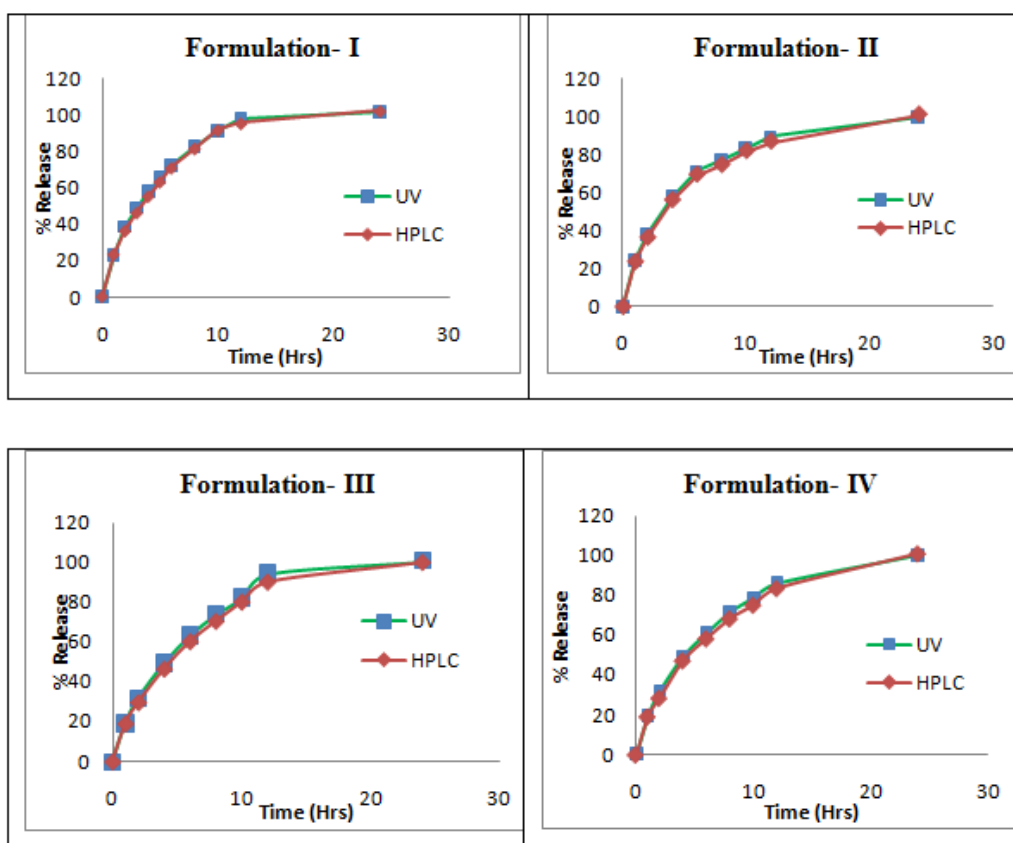 Formulation- I
120
100
80
60
40
20
0
% Release
UV
HPLC
0 10 20 30
Time (Hrs)
Formulation- II
120
100
80
60
40
20
0
% Release
UV
HPLC
0 10 20 30
Time (Hrs)
Formulation- III
120
100
80
60
40
20
0
% Release
UV
HPLC
0 10 20 30
Time (Hrs)
Formulation- IV
120
100
80
60
40
20
0
% Release
UV
HPLC
0 10 20 30
Time (Hrs)